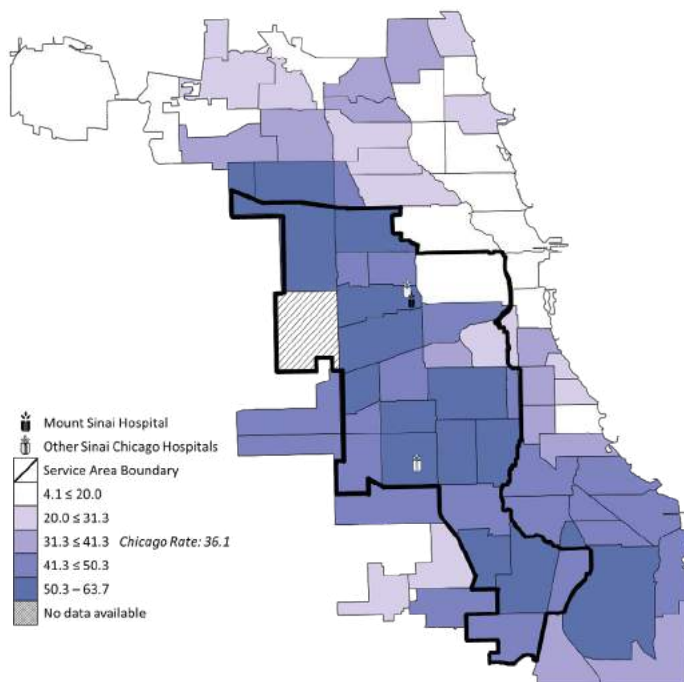 Mount Sinai Hospital
Other Sinai Chicago Hospitals
Service Area Boundary
4.1 ≤ 20.0
20.0 ≤ 31.3
31.3 ≤ 41.3 Chicago Rate: 36.1
41.3 ≤ 50.3
50.3 – 63.7
No data available